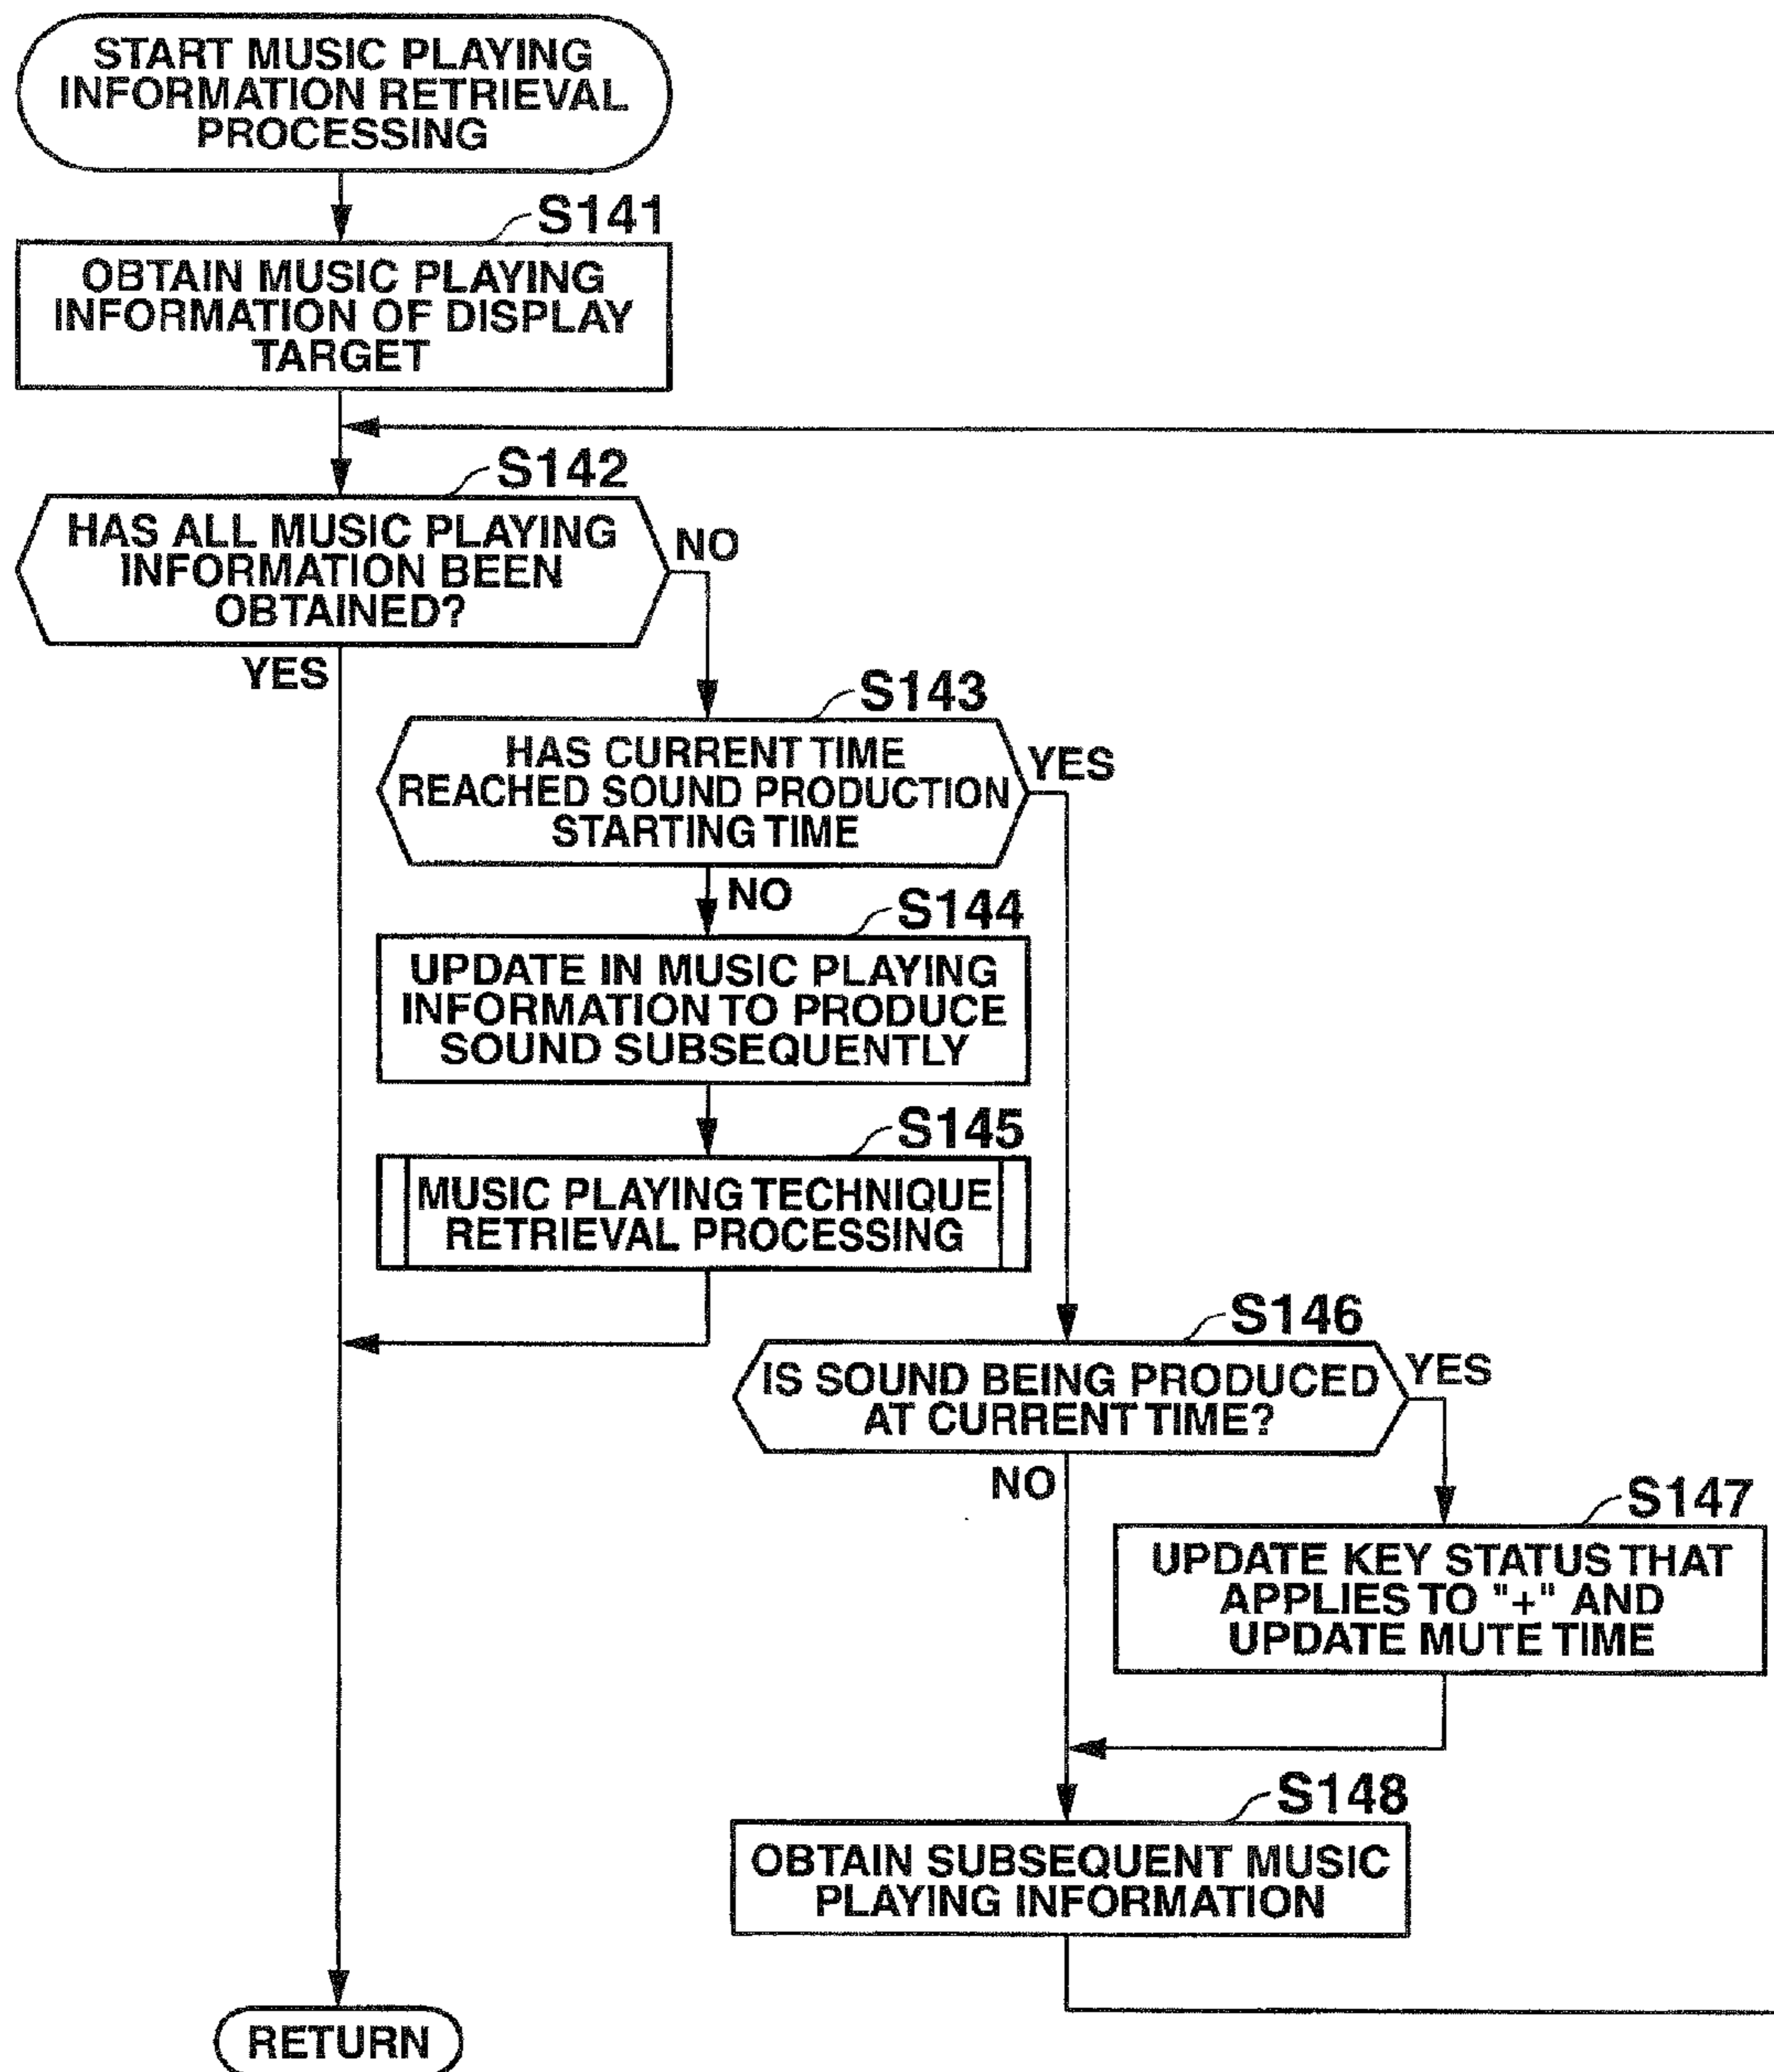 START MUSIC PLAYING
INFORMATION RETRIEVAL
PROCESSING
S141
OBTAIN MUSIC PLAYING
INFORMATION OF DISPLAY
TARGET
S142
HAS ALL MUSIC PLAYING
INFORMATION BEEN
OBTAINED?
NO
YES
S143
HAS CURRENT TIME
REACHED SOUND PRODUCTION
STARTING TIME
YES
NO
S144
UPDATE IN MUSIC PLAYING
INFORMATION TO PRODUCE
SOUND SUBSEQUENTLY
S145
MUSIC PLAYING TECHNIQUE
RETRIEVAL PROCESSING
S146
IS SOUND BEING PRODUCED
AT CURRENT TIME?
YES
NO
S147
UPDATE KEY STATUS THAT
APPLIES TO "+" AND
UPDATE MUTE TIME
S148
OBTAIN SUBSEQUENT MUSIC
PLAYING INFORMATION
RETURN